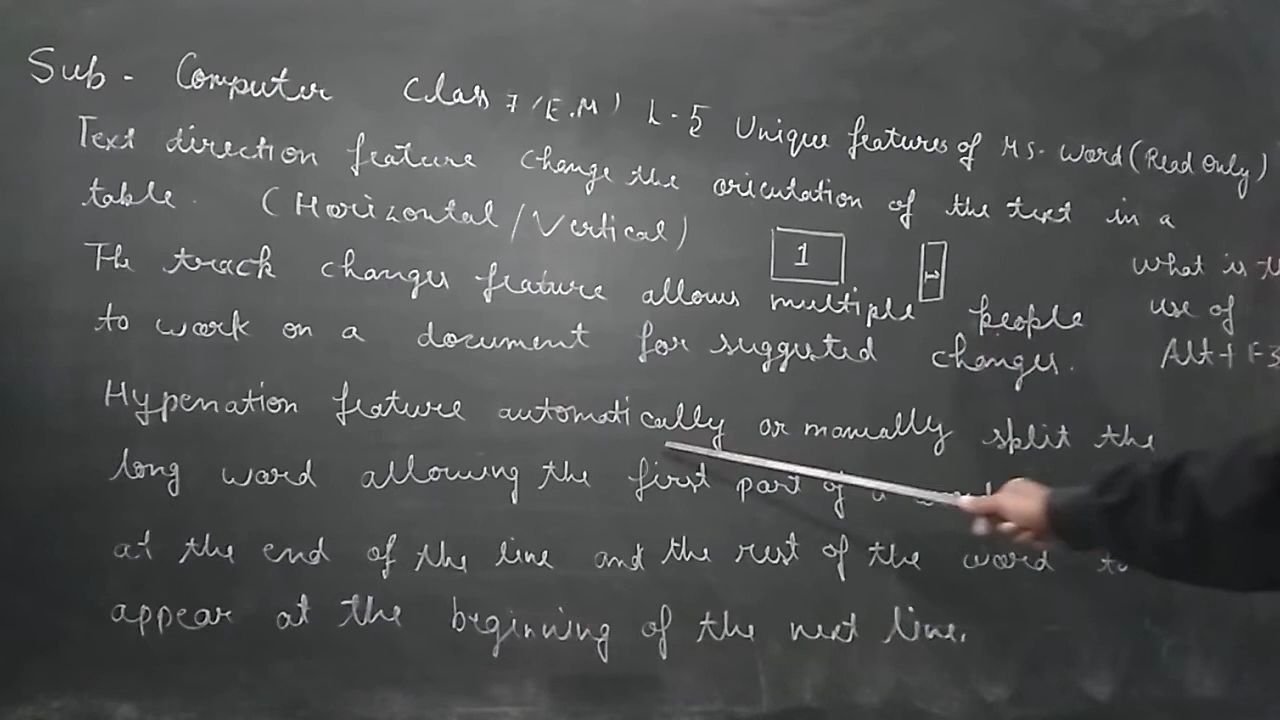 Sub - Computer Class 7 (E.M) L-5 Unique features of MS-Word (Read Only)
Text direction feature change the orientation of the text in a
table. (Horizontal/Vertical)
1 1
The track changes feature allows multiple people
to work on a document for suggested changes.
What is
use of
Alt+F3
Hypenation feature automatically or manually split the
long word allowing the first part of a
at the end of the line and the rest of the word to
appear at the beginning of the next line.